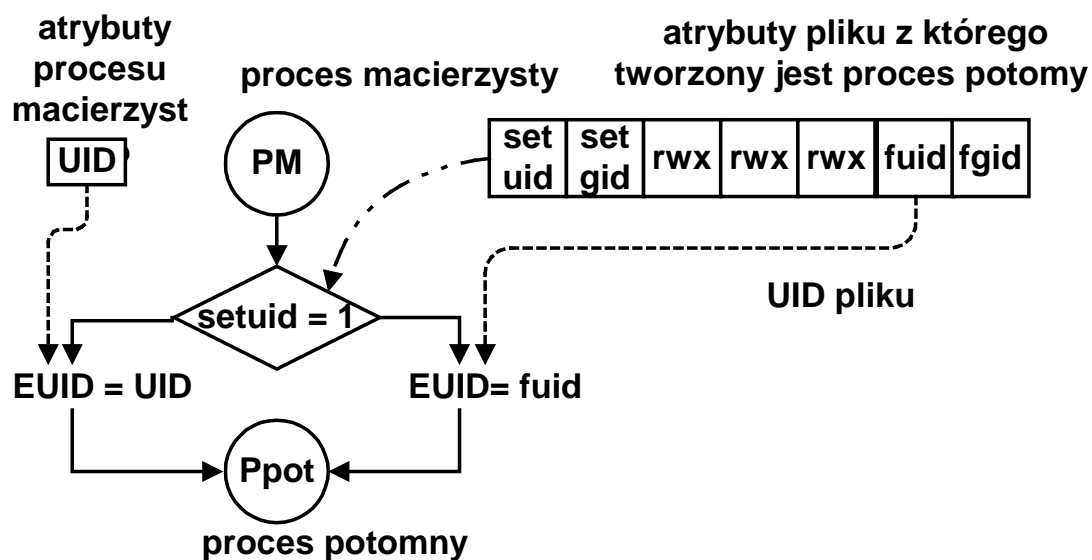 atrybuty
procesu
macierzyst
UID
proces macierzysty
PM
atrybuty pliku z którego
tworzony jest proces potomy
set uid
set gid
rwx
rwx
rwx
fuid
fgid
UID pliku
setuid = 1
EUID = UID
EUID= fuid
Ppot
proces potomny